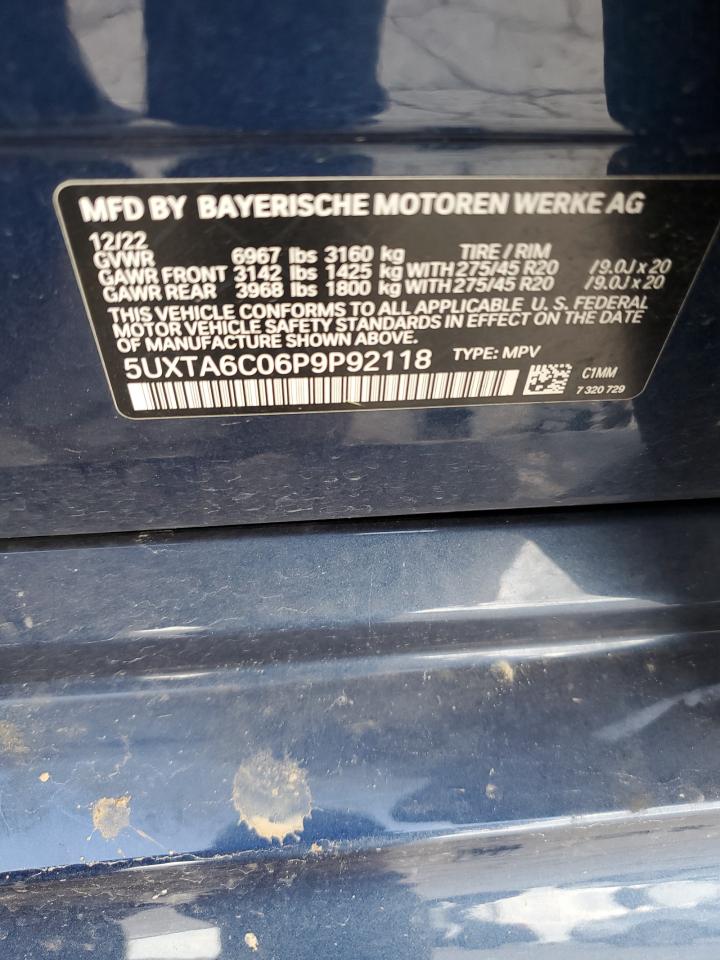 MFD BY BAYERISCHE MOTOREN WERKE AG
12/22
GVWR 6967 lbs 3160 kg TIRE / RIM
GAWR FRONT 3142 lbs 1425 kg WITH 275/45 R20 /9.0J x 20
GAWR REAR 3968 lbs 1800 kg WITH 275/45 R20 /9.0J x 20
THIS VEHICLE CONFORMS TO ALL APPLICABLE U. S. FEDERAL
MOTOR VEHICLE SAFETY STANDARDS IN EFFECT ON THE DATE
OF MANUFACTURE SHOWN ABOVE.
5UXTA6C06P9P92118 TYPE: MPV
C1MM
7 320 729